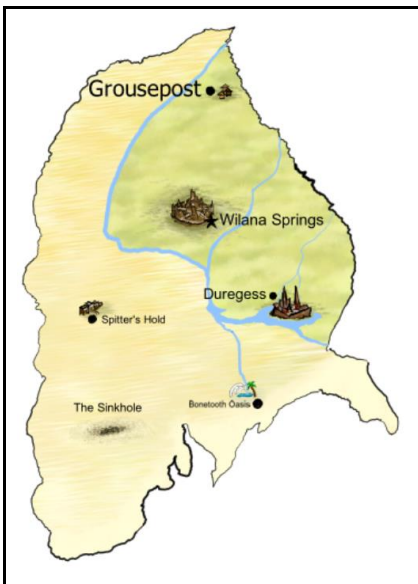 Grousepost
Wilana Springs
Duregess
Spitter's Hold
Bonetooth Oasis
The Sinkhole